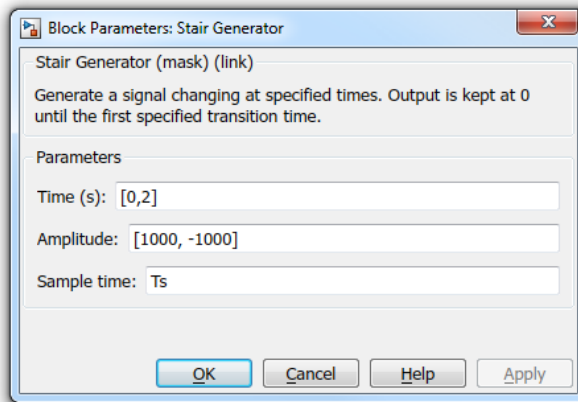 Block Parameters: Stair Generator
Stair Generator (mask) (link)
Generate a signal changing at specified times. Output is kept at 0
until the first specified transition time.
Parameters
Time (s): [0,2]
Amplitude: [1000, -1000]
Sample time: Ts
OK Cancel Help Apply